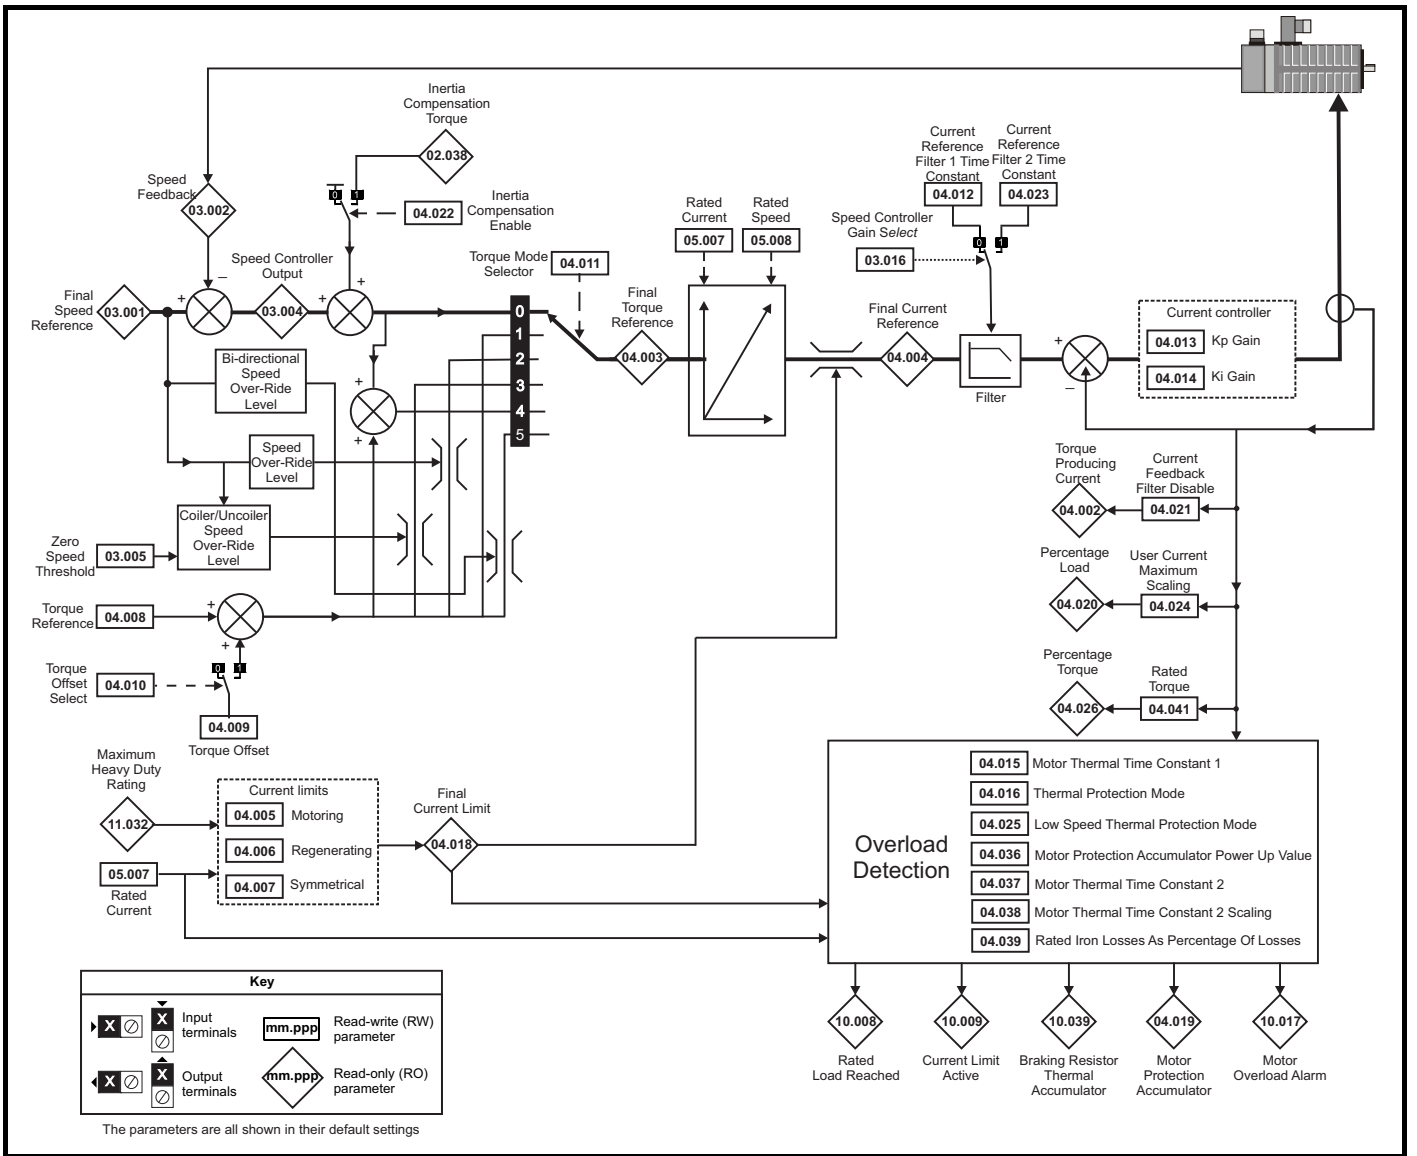 Inertia
Compensation
Torque
02.038
Speed
Feedback
03.002
0 1
04.022
Inertia
Compensation
Enable
Current
Reference
Filter 1 Time
Constant
04.012
Current
Reference
Filter 2 Time
Constant
04.023
Speed Controller
Gain Select
03.016
0 1
Rated
Current
05.007
Rated
Speed
05.008
Torque Mode
Selector
04.011
Speed Controller
Output
03.004
Final
Speed
Reference
03.001
+
–
+
+
0
1
2
3
4
5
Final
Torque
Reference
04.003
Final Current
Reference
04.004
Filter
+
–
Current controller
04.013 Kp Gain
04.014 Ki Gain
Bi-directional
Speed
Over-Ride
Level
+
+
Speed
Over-Ride
Level
Coiler/Uncoiler
Speed
Over-Ride
Level
Zero
Speed
Threshold
03.005
Torque
Reference
04.008
+
+
0 1
Torque
Offset
Select
04.010
04.009
Torque Offset
Torque
Producing
Current
04.002
Current
Feedback
Filter Disable
04.021
Percentage
Load
04.020
User Current
Maximum
Scaling
04.024
Percentage
Torque
04.026
Rated
Torque
04.041
Maximum
Heavy Duty
Rating
11.032
05.007
Rated
Current
Current limits
04.005 Motoring
04.006 Regenerating
04.007 Symmetrical
Final
Current Limit
04.018
Overload
Detection
04.015 Motor Thermal Time Constant 1
04.016 Thermal Protection Mode
04.025 Low Speed Thermal Protection Mode
04.036 Motor Protection Accumulator Power Up Value
04.037 Motor Thermal Time Constant 2
04.038 Motor Thermal Time Constant 2 Scaling
04.039 Rated Iron Losses As Percentage Of Losses
10.008
Rated
Load Reached
10.009
Current Limit
Active
10.039
Braking Resistor
Thermal
Accumulator
04.019
Motor
Protection
Accumulator
10.017
Motor
Overload Alarm
Key
X
X
Input
terminals
mm.ppp
Read-write (RW)
parameter
X
X
Output
terminals
mm.ppp
Read-only (RO)
parameter
The parameters are all shown in their default settings